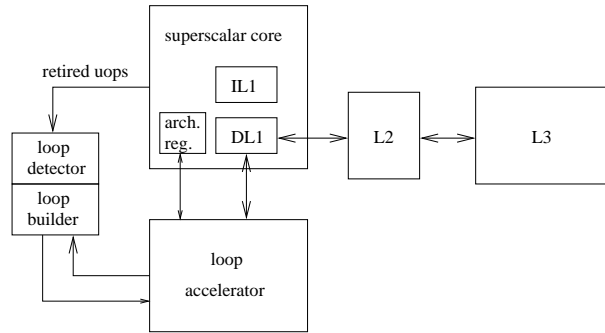 superscalar core
retired uops
IL1
arch.
reg.
DL1
L2
L3
loop
detector
loop
builder
loop
accelerator